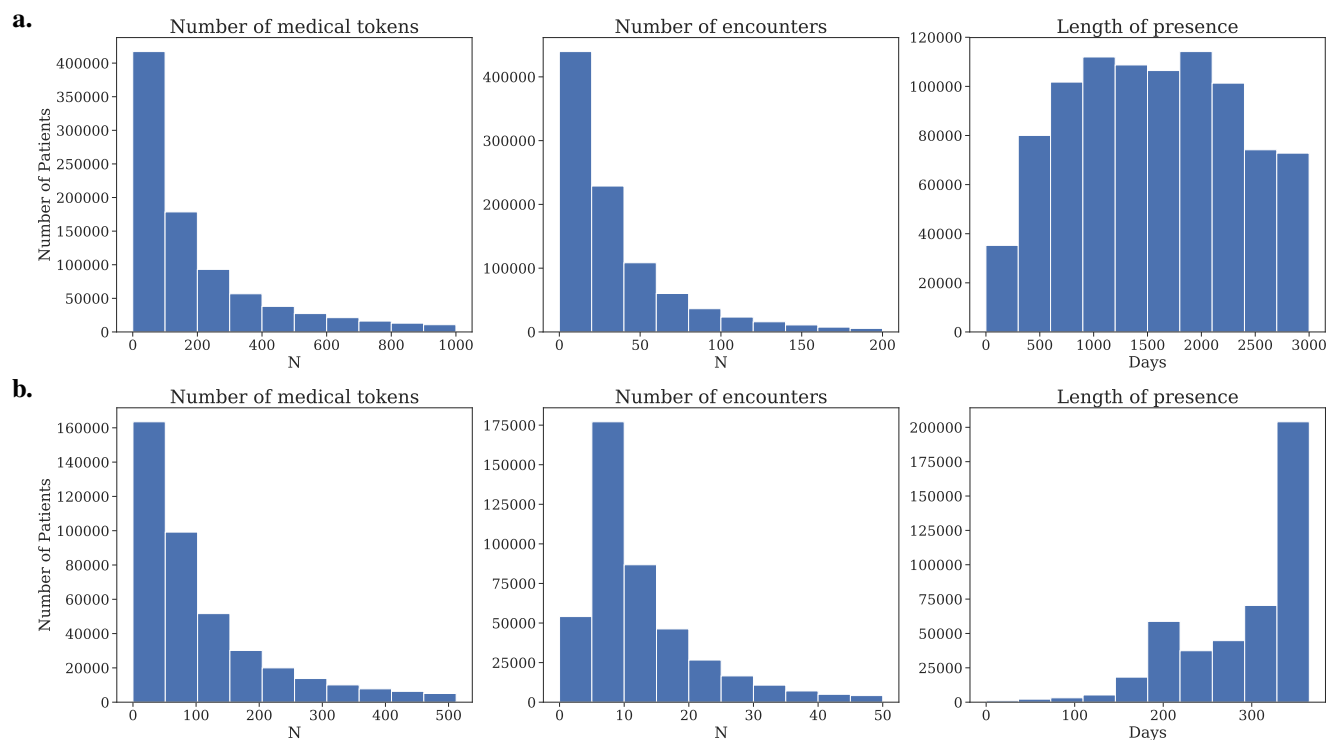 a.
Number of medical tokens
Number of encounters
Length of presence
Number of Patients
400000
350000
300000
250000
200000
150000
100000
50000
0
0 200 400 600 800 1000
N
400000
300000
200000
100000
0
0 50 100 150 200
N
120000
100000
80000
60000
40000
20000
0
0 500 1000 1500 2000 2500 3000
Days
b.
Number of medical tokens
Number of encounters
Length of presence
Number of Patients
160000
140000
120000
100000
80000
60000
40000
20000
0
0 100 200 300 400 500
N
175000
150000
125000
100000
75000
50000
25000
0
0 10 20 30 40 50
N
200000
175000
150000
125000
100000
75000
50000
25000
0
0 100 200 300
Days